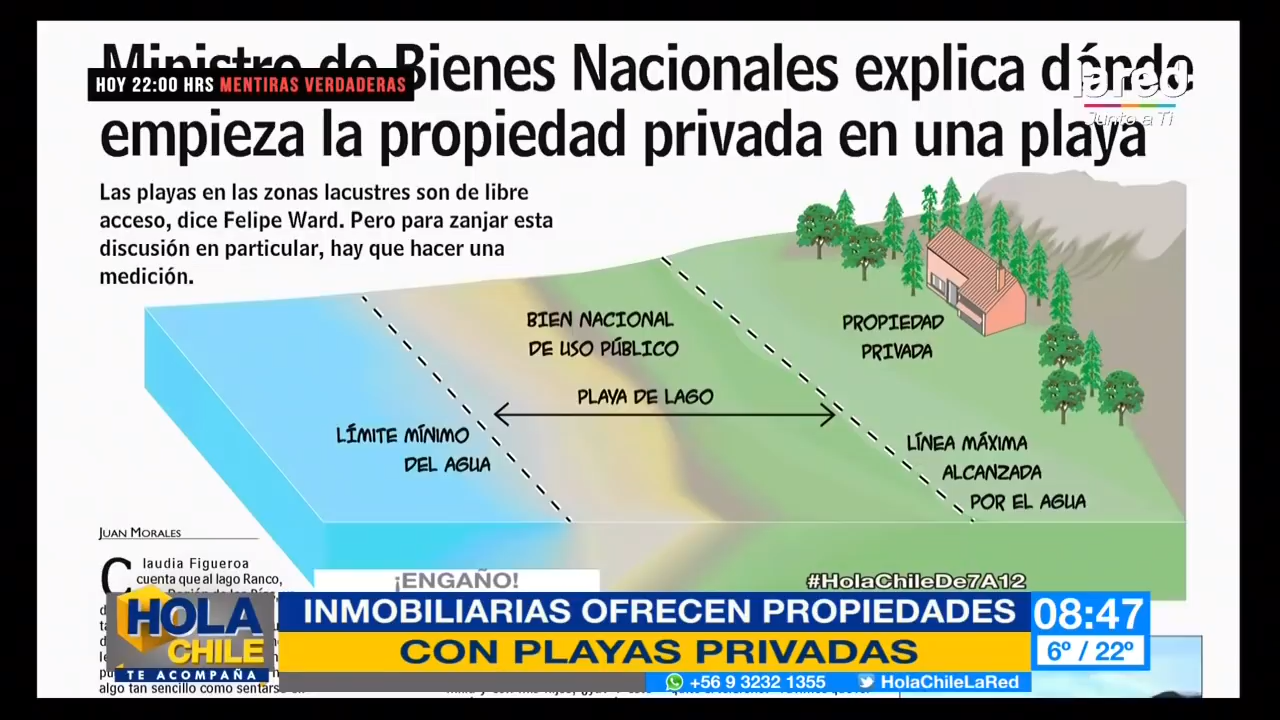 Ministro de Bienes Nacionales explica dónde
empieza la propiedad privada en una playa
HOY 22:00 HRS MENTIRAS VERDADERAS
lared
Junto a Ti
Las playas en las zonas lacustres son de libre
acceso, dice Felipe Ward. Pero para zanjar esta
discusión en particular, hay que hacer una
medición.
BIEN NACIONAL
DE USO PÚBLICO
PROPIEDAD
PRIVADA
PLAYA DE LAGO
LÍMITE MÍNIMO
DEL AGUA
LÍNEA MÁXIMA
ALCANZADA
POR EL AGUA
JUAN MORALES
Claudia Figueroa
cuenta que al lago Ranco,
algo tan sencillo como
¡ENGAÑO!
#HolaChileDe7A12
HOLA
CHILE
TE ACOMPAÑA
INMOBILIARIAS OFRECEN PROPIEDADES
CON PLAYAS PRIVADAS
08:47
6º / 22º
+56 9 3232 1355
HolaChileLaRed